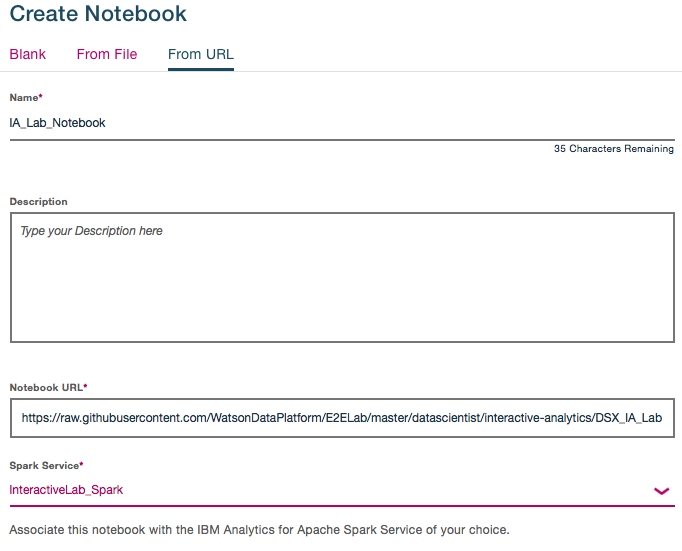 Create Notebook
Blank From File From URL
Name*
IA_Lab_Notebook
35 Characters Remaining
Description
Type your Description here
Notebook URL*
https://raw.githubusercontent.com/WatsonDataPlatform/E2ELab/master/datascientist/interactive-analytics/DSX_IA_Lab
Spark Service*
InteractiveLab_Spark
Associate this notebook with the IBM Analytics for Apache Spark Service of your choice.